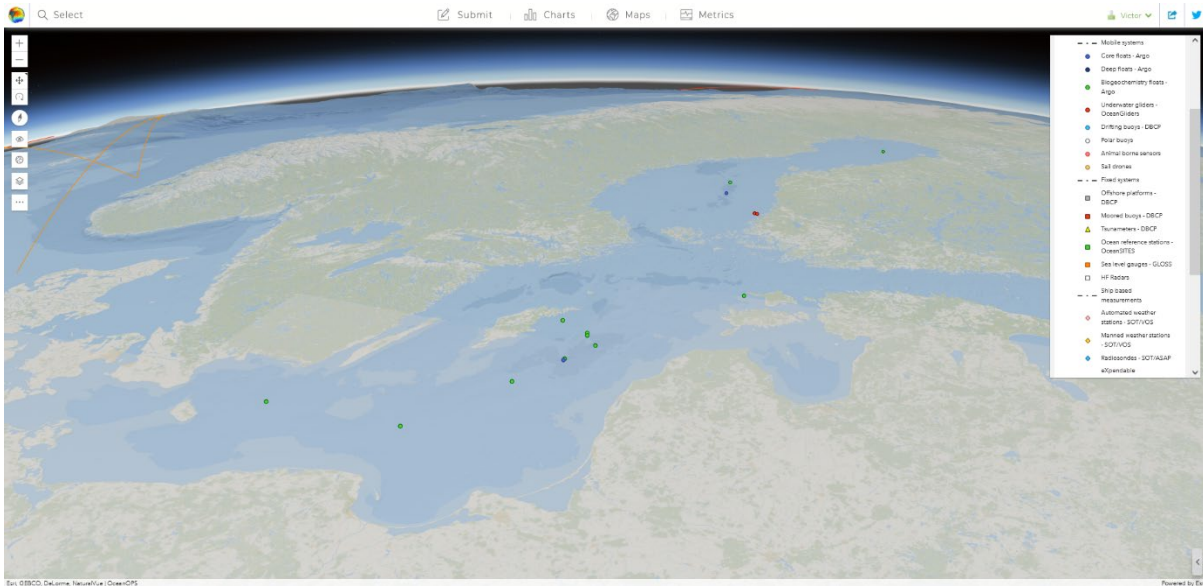 Select
Submit
Charts
Maps
Metrics
Victor
Mobile systems
Core floats - Argo
Deep floats - Argo
Biogeochemistry floats -
Argo
Underwater gliders -
OceanGliders
Drifting buoys - DBCP
Polar buoys
Animal borne sensors
Sail drones
Fixed systems
Offshore platforms -
DBCP
Moored buoys - DBCP
Tsunameters - DBCP
Ocean reference stations -
OceanSITES
Sea level gauges - GLOSS
HF Radars
Ship based
measurements
Automated weather
stations - SOT/VOS
Manned weather stations
- SOT/VOS
Radiosondes - SOT/ASAP
eXpendable
Esri, GEBCO, DeLorme, NaturalVue | OceanOPS
Powered by Es